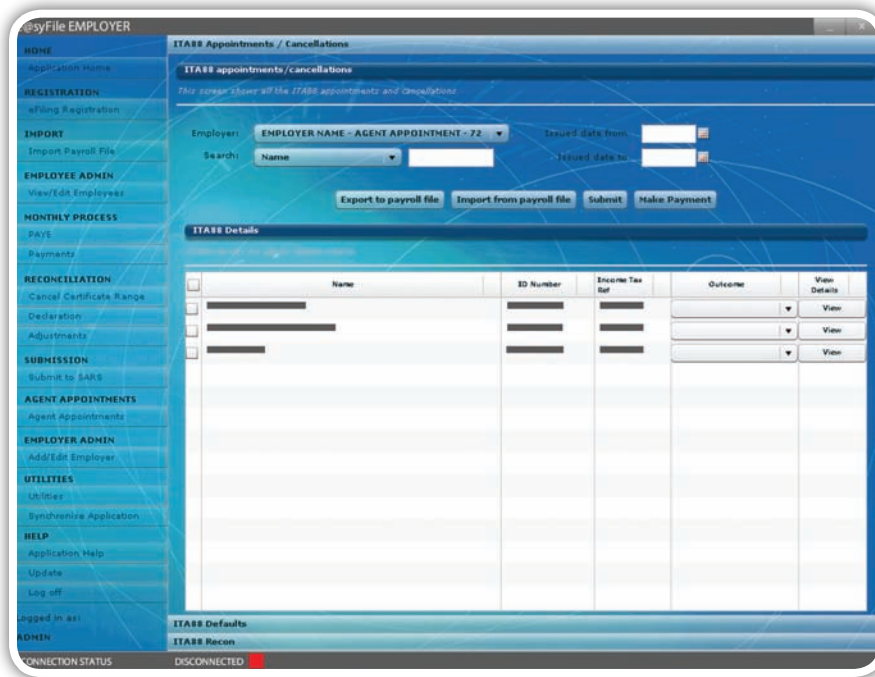 @syFile EMPLOYER
HOME
Application Home
REGISTRATION
eFiling Registration
IMPORT
Import Payroll File
EMPLOYEE ADMIN
View/Edit Employees
MONTHLY PROCESS
PAYE
Payments
RECONCILIATION
Cancel Certificate Range
Declaration
Adjustments
SUBMISSION
Submit to SARS
AGENT APPOINTMENTS
Agent Appointments
EMPLOYER ADMIN
Add/Edit Employer
UTILITIES
Utilities
Synchronise Application
HELP
Application Help
Update
Log off
Logged in as:
ADMIN
ITA88 Appointments / Cancellations
ITA88 appointments/cancellations
This screen shows all the ITA88 appointments and cancellations
Employer: EMPLOYER NAME - AGENT APPOINTMENT - 72 Issued date from
Search: Name Issued date to
Export to payroll file Import from payroll file Submit Make Payment
ITA88 Details
Name ID Number Income Tax Ref Outcome View Details
View
View
View
ITA88 Defaults
ITA88 Recon
CONNECTION STATUS DISCONNECTED